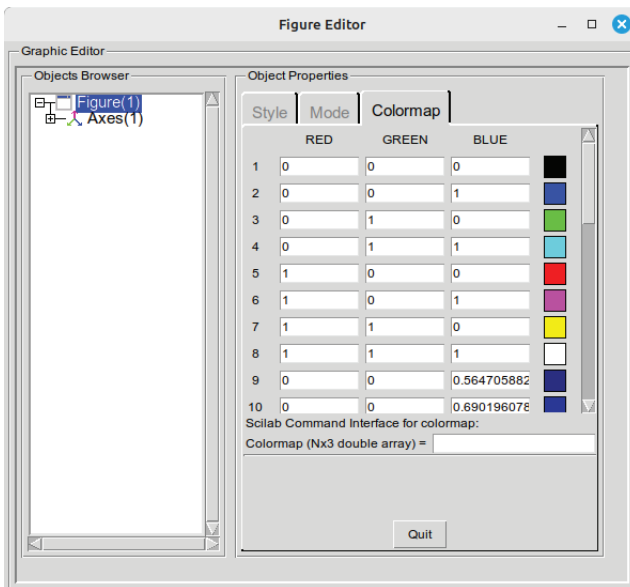 Figure Editor
Graphic Editor
Objects Browser
Figure(1)
Axes(1)
Object Properties
Style Mode Colormap
RED GREEN BLUE
1 0 0 0
2 0 0 1
3 0 1 0
4 0 1 1
5 1 0 0
6 1 0 1
7 1 1 0
8 1 1 1
9 0 0 0.564705882
10 0 0 0.690196078
Scilab Command Interface for colormap:
Colormap (Nx3 double array) =
Quit